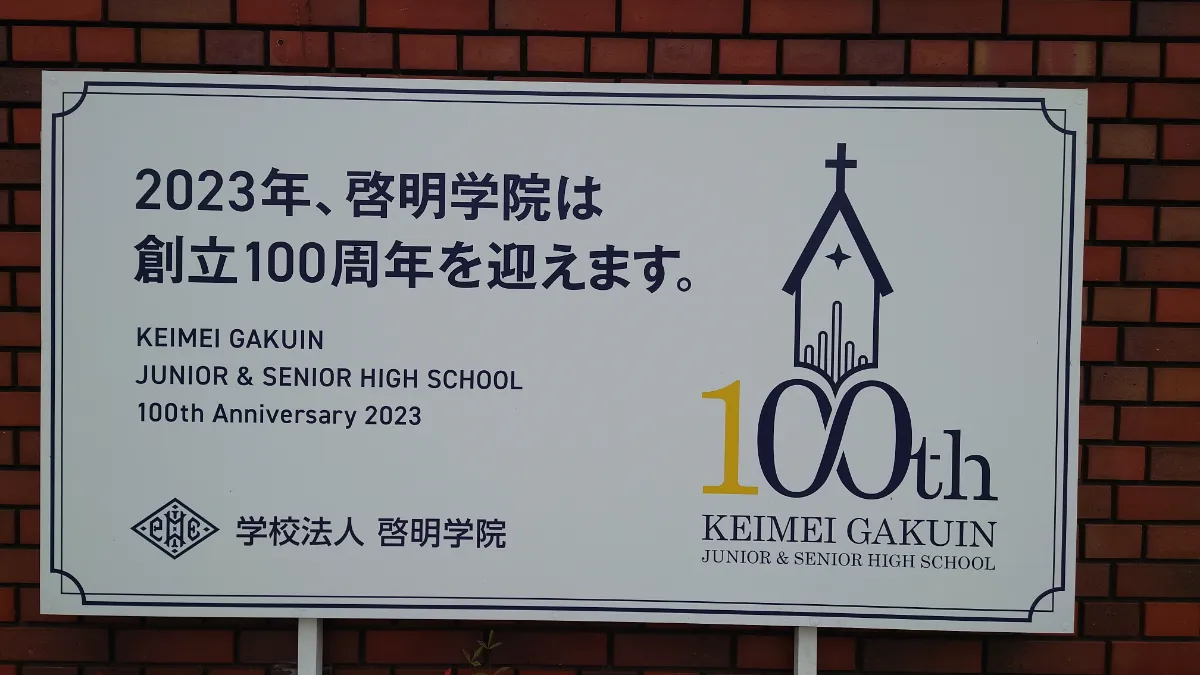 2023年、啓明学院は
創立100周年を迎えます。
KEIMEI GAKUIN
JUNIOR & SENIOR HIGH SCHOOL
100th Anniversary 2023
学校法人 啓明学院
100th
KEIMEI GAKUIN
JUNIOR & SENIOR HIGH SCHOOL